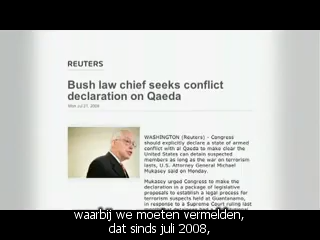 REUTERS
Bush law chief seeks conflict
declaration on Qaeda
Mon Jul 21, 2008
WASHINGTON (Reuters) - Congress
should explicitly declare a state of armed
conflict with al Qaeda to make clear the
United States can detain suspected
members as long as the war on terrorism
lasts, U.S. Attorney General Michael
Mukasey said on Monday.
Mukasey urged Congress to make the
declaration in a package of legislative
proposals to establish a legal process for
terrorism suspects held at Guantanamo,
in response to a Supreme Court ruling last
waarbij we moeten vermelden,
dat sinds juli 2008,